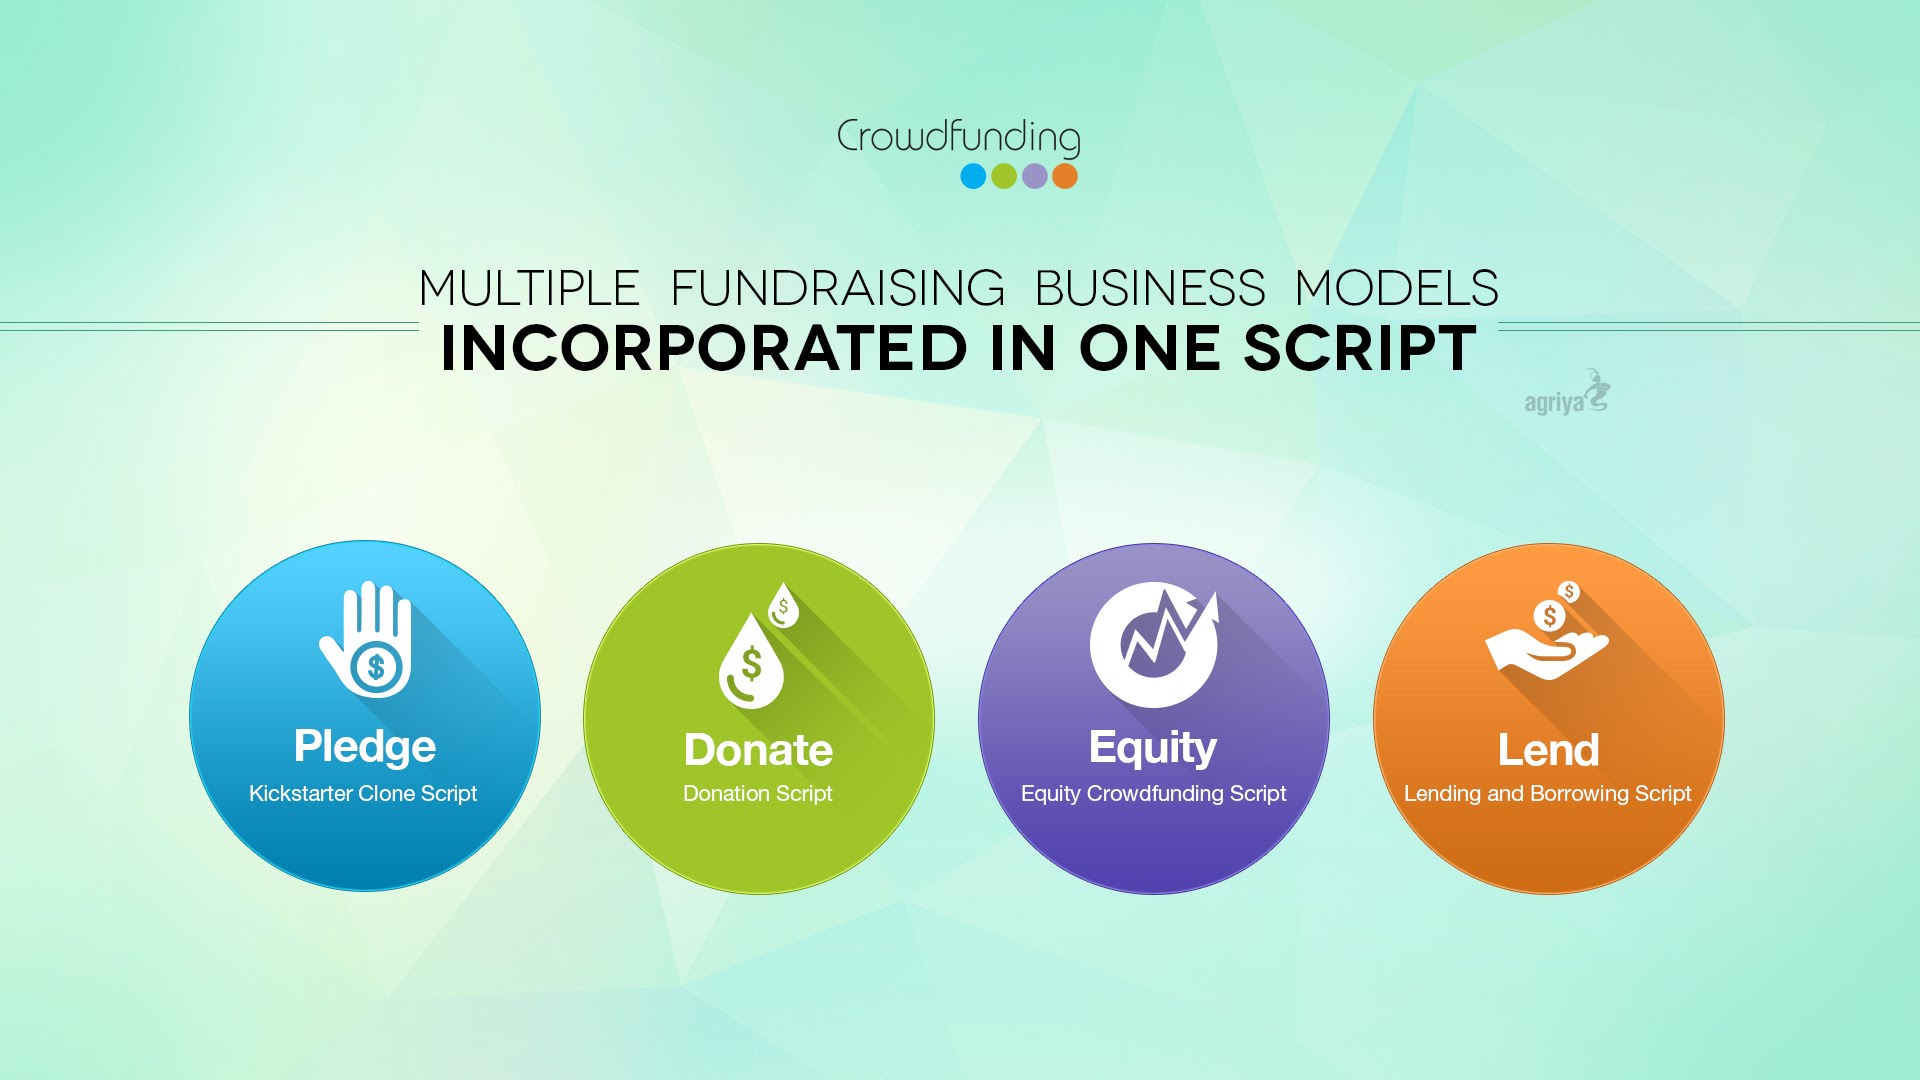 Crowdfunding
MULTIPLE FUNDRAISING BUSINESS MODELS
INCORPORATED IN ONE SCRIPT
agriya
$
Pledge
Kickstarter Clone Script
$
$
Donate
Donation Script
Equity
Equity Crowdfunding Script
$
$
Lend
Lending and Borrowing Script